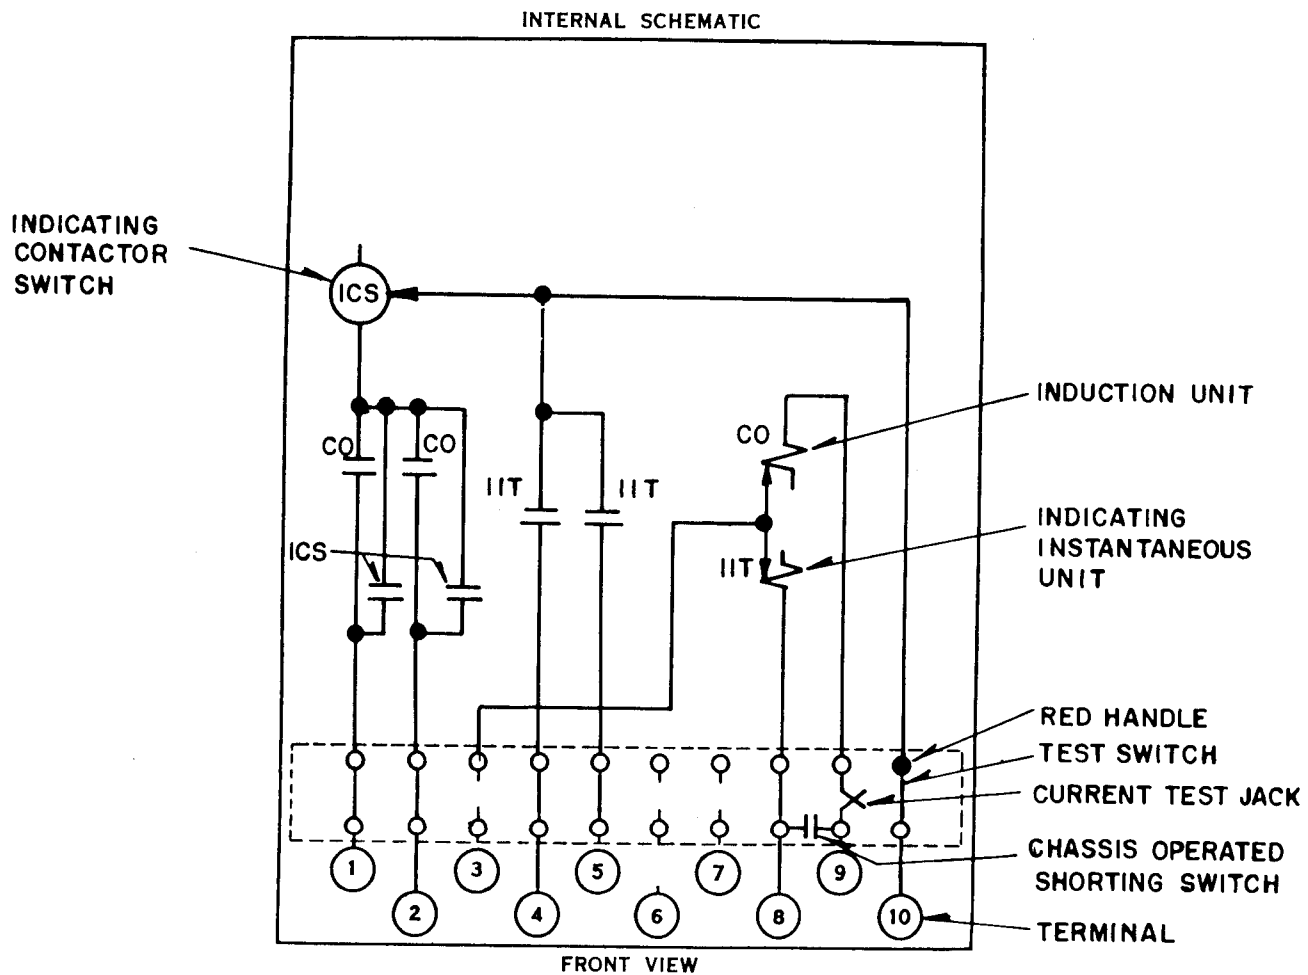 INTERNAL SCHEMATIC
INDICATING
CONTACTOR
SWITCH
ICS
INDUCTION UNIT
CO
CO
CO
IIT
IIT
INDICATING
INSTANTANEOUS
UNIT
ICS
IIT
RED HANDLE
TEST SWITCH
CURRENT TEST JACK
CHASSIS OPERATED
SHORTING SWITCH
1
3
5
7
9
2
4
6
8
10
TERMINAL
FRONT VIEW